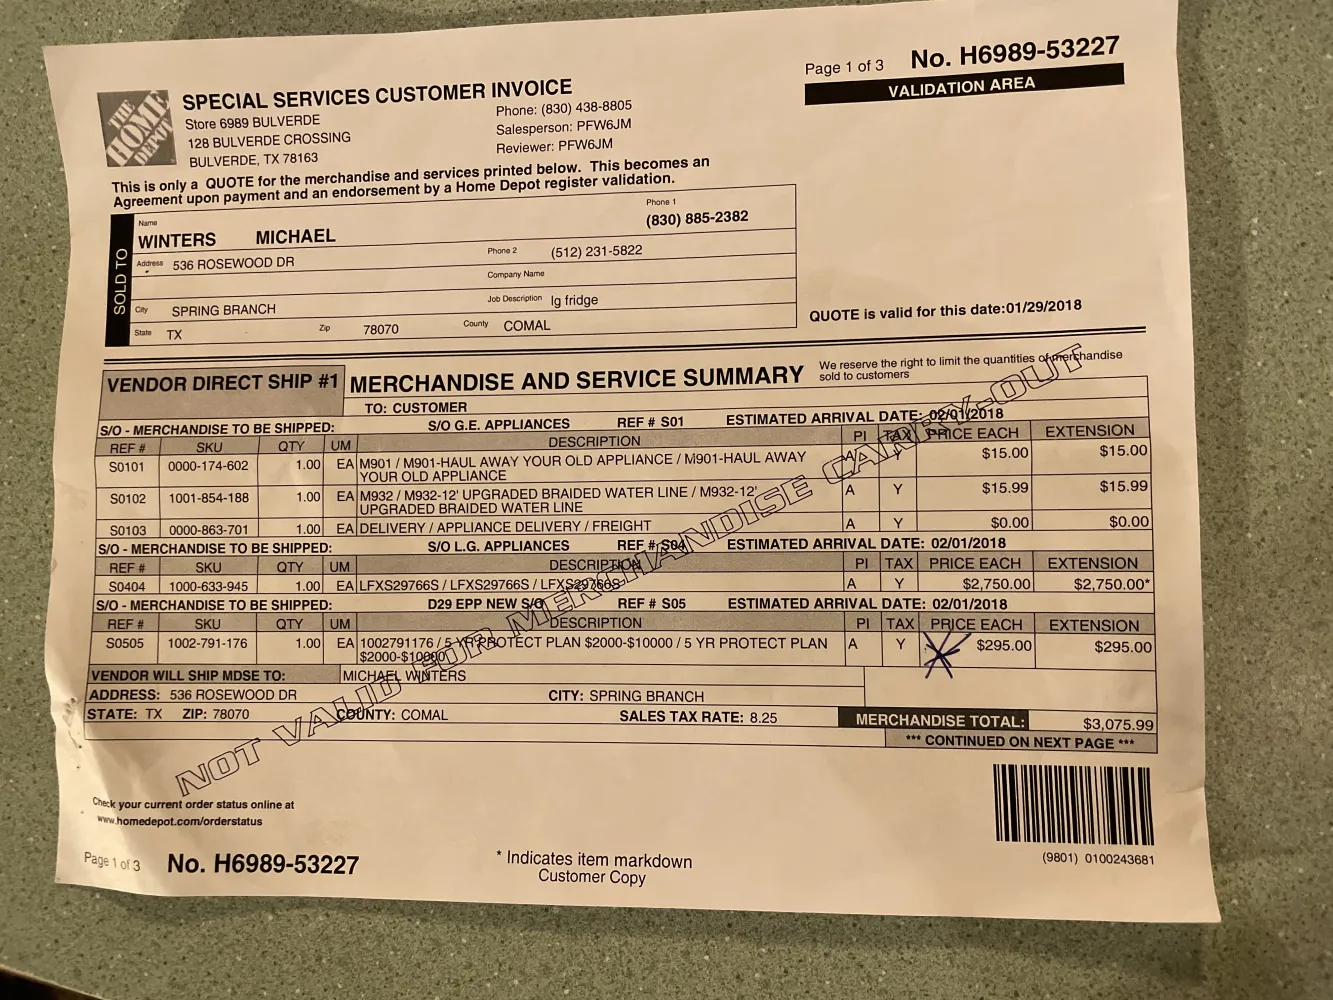 Page 1 of 3 No. H6989-53227
VALIDATION AREA
THE HOME DEPOT
SPECIAL SERVICES CUSTOMER INVOICE
Store 6989 BULVERDE
128 BULVERDE CROSSING
BULVERDE, TX 78163
Phone: (830) 438-8805
Salesperson: PFW6JM
Reviewer: PFW6JM
This is only a QUOTE for the merchandise and services printed below. This becomes an
Agreement upon payment and an endorsement by a Home Depot register validation.
SOLD TO
Name
WINTERS MICHAEL
Phone 1
(830) 885-2382
Address 536 ROSEWOOD DR
Phone 2 (512) 231-5822
Company Name
City SPRING BRANCH
Job Description lg fridge
State TX Zip 78070 County COMAL
QUOTE is valid for this date:01/29/2018
VENDOR DIRECT SHIP #1 MERCHANDISE AND SERVICE SUMMARY
We reserve the right to limit the quantities of merchandise
sold to customers
TO: CUSTOMER
S/O - MERCHANDISE TO BE SHIPPED: S/O G.E. APPLIANCES REF # S01 ESTIMATED ARRIVAL DATE: 02/01/2018
REF # SKU QTY UM DESCRIPTION PI TAX PRICE EACH EXTENSION
S0101 0000-174-602 1.00 EA M901 / M901-HAUL AWAY YOUR OLD APPLIANCE / M901-HAUL AWAY A Y $15.00 $15.00
YOUR OLD APPLIANCE
S0102 1001-854-188 1.00 EA M932 / M932-12' UPGRADED BRAIDED WATER LINE / M932-12' A Y $15.99 $15.99
UPGRADED BRAIDED WATER LINE
S0103 0000-863-701 1.00 EA DELIVERY / APPLIANCE DELIVERY / FREIGHT A Y $0.00 $0.00
S/O - MERCHANDISE TO BE SHIPPED: S/O L.G. APPLIANCES REF # S04 ESTIMATED ARRIVAL DATE: 02/01/2018
REF # SKU QTY UM DESCRIPTION PI TAX PRICE EACH EXTENSION
S0404 1000-633-945 1.00 EA LFXS29766S / LFXS29766S / LFXS29766S A Y $2,750.00 $2,750.00*
S/O - MERCHANDISE TO BE SHIPPED: D29 EPP NEW S/O REF # S05 ESTIMATED ARRIVAL DATE: 02/01/2018
REF # SKU QTY UM DESCRIPTION PI TAX PRICE EACH EXTENSION
S0505 1002-791-176 1.00 EA 1002791176 / 5 YR PROTECT PLAN $2000-$10000 / 5 YR PROTECT PLAN A Y $295.00 $295.00
$2000-$10000
VENDOR WILL SHIP MDSE TO: MICHAEL WINTERS
ADDRESS: 536 ROSEWOOD DR CITY: SPRING BRANCH
STATE: TX ZIP: 78070 COUNTY: COMAL SALES TAX RATE: 8.25 MERCHANDISE TOTAL: $3,075.99
*** CONTINUED ON NEXT PAGE ***
NOT VALID FOR MERCHANDISE CARRY-OUT
Check your current order status online at
www.homedepot.com/orderstatus
(9801) 0100243681
Page 1 of 3 No. H6989-53227
* Indicates item markdown
Customer Copy